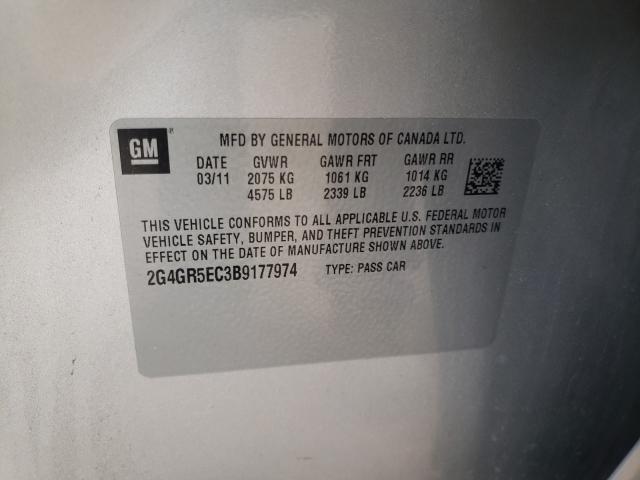 GM®
MFD BY GENERAL MOTORS OF CANADA LTD.
DATE GVWR GAWR FRT GAWR RR
03/11 2075 KG 1061 KG 1014 KG
4575 LB 2339 LB 2236 LB
THIS VEHICLE CONFORMS TO ALL APPLICABLE U.S. FEDERAL MOTOR
VEHICLE SAFETY, BUMPER, AND THEFT PREVENTION STANDARDS IN
EFFECT ON THE DATE OF MANUFACTURE SHOWN ABOVE.
2G4GR5EC3B9177974 TYPE: PASS CAR